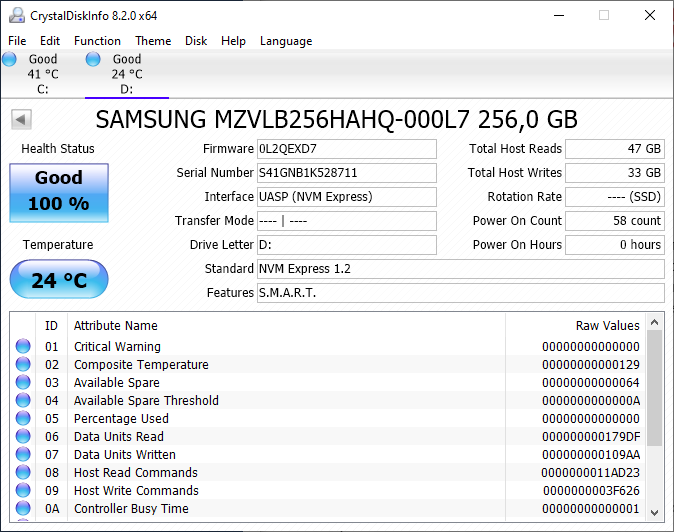 CrystalDiskInfo 8.2.0 x64
File Edit Function Theme Disk Help Language
Good Good
41 °C 24 °C
C: D:
SAMSUNG MZVLB256HAHQ-000L7 256,0 GB
Health Status Firmware 0L2QEXD7 Total Host Reads 47 GB
Good
100 %
Serial Number S41GNB1K528711 Total Host Writes 33 GB
Interface UASP (NVM Express) Rotation Rate ---- (SSD)
Transfer Mode ---- | ---- Power On Count 58 count
Temperature Drive Letter D: Power On Hours 0 hours
24 °C
Standard NVM Express 1.2
Features S.M.A.R.T.
ID Attribute Name Raw Values
01 Critical Warning 00000000000000
02 Composite Temperature 00000000000129
03 Available Spare 00000000000064
04 Available Spare Threshold 0000000000000A
05 Percentage Used 00000000000000
06 Data Units Read 000000000179DF
07 Data Units Written 000000000109AA
08 Host Read Commands 0000000011AD23
09 Host Write Commands 0000000003F626
0A Controller Busy Time 00000000000001